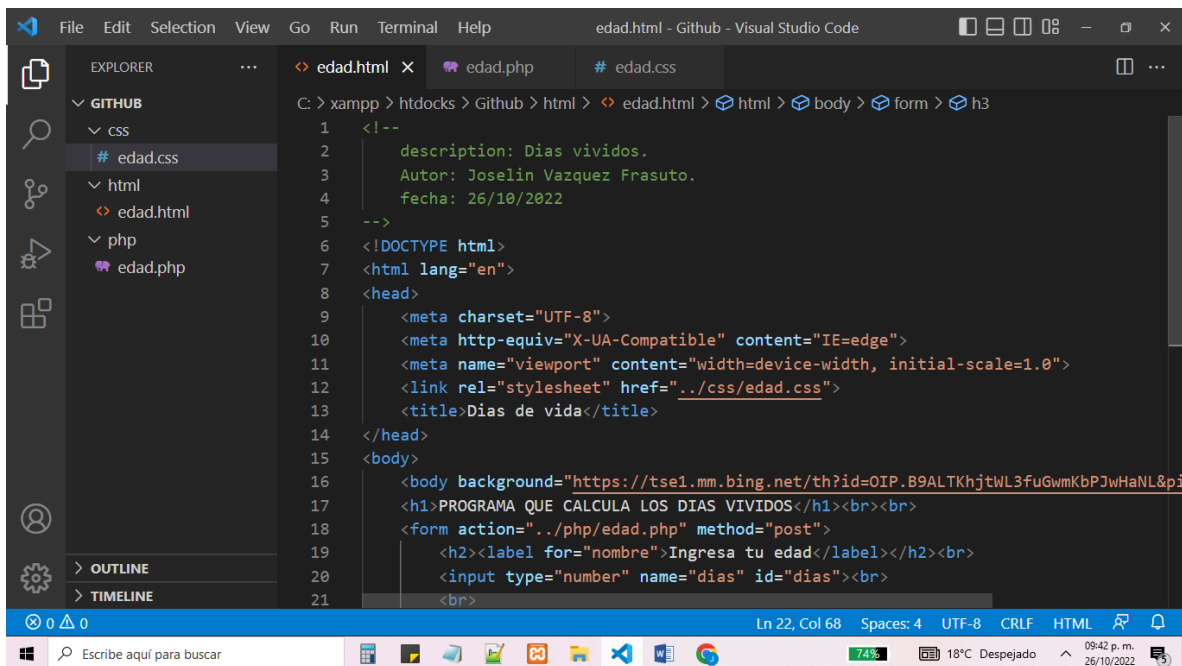 File Edit Selection View Go Run Terminal Help edad.html - Github - Visual Studio Code
EXPLORER ...
edad.html edad.php # edad.css
GITHUB
css
# edad.css
html
edad.html
php
edad.php
OUTLINE
TIMELINE
C: > xampp > htdocks > Github > html > edad.html > html > body > form > h3
1 <!--
2 description: Dias vividos.
3 Autor: Joselin Vazquez Frasuto.
4 fecha: 26/10/2022
5 -->
6 <!DOCTYPE html>
7 <html lang="en">
8 <head>
9 <meta charset="UTF-8">
10 <meta http-equiv="X-UA-Compatible" content="IE=edge">
11 <meta name="viewport" content="width=device-width, initial-scale=1.0">
12 <link rel="stylesheet" href="../css/edad.css">
13 <title>Dias de vida</title>
14 </head>
15 <body>
16 <body background="https://tse1.mm.bing.net/th?id=OIP.B9ALTKhjtWL3fuGwmKbPJwHaNL&pi
17 <h1>PROGRAMA QUE CALCULA LOS DIAS VIVIDOS</h1><br><br>
18 <form action="../php/edad.php" method="post">
19 <h2><label for="nombre">Ingresa tu edad</label></h2><br>
20 <input type="number" name="dias" id="dias"><br>
21 <br>
0 0 Ln 22, Col 68 Spaces: 4 UTF-8 CRLF HTML
Escribe aquí para buscar 74% 18°C Despejado 09:42 p. m.
26/10/2022 5